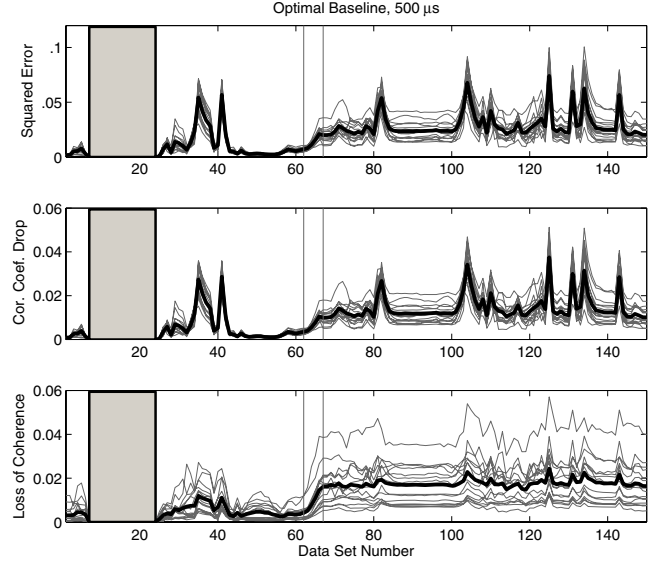 Optimal Baseline, 500 μs
Squared Error
.1
.05
0
20 40 60 80 100 120 140
Cor. Coef. Drop
0.06
0.04
0.02
0
20 40 60 80 100 120 140
Loss of Coherence
0.06
0.04
0.02
0
20 40 60 80 100 120 140
Data Set Number